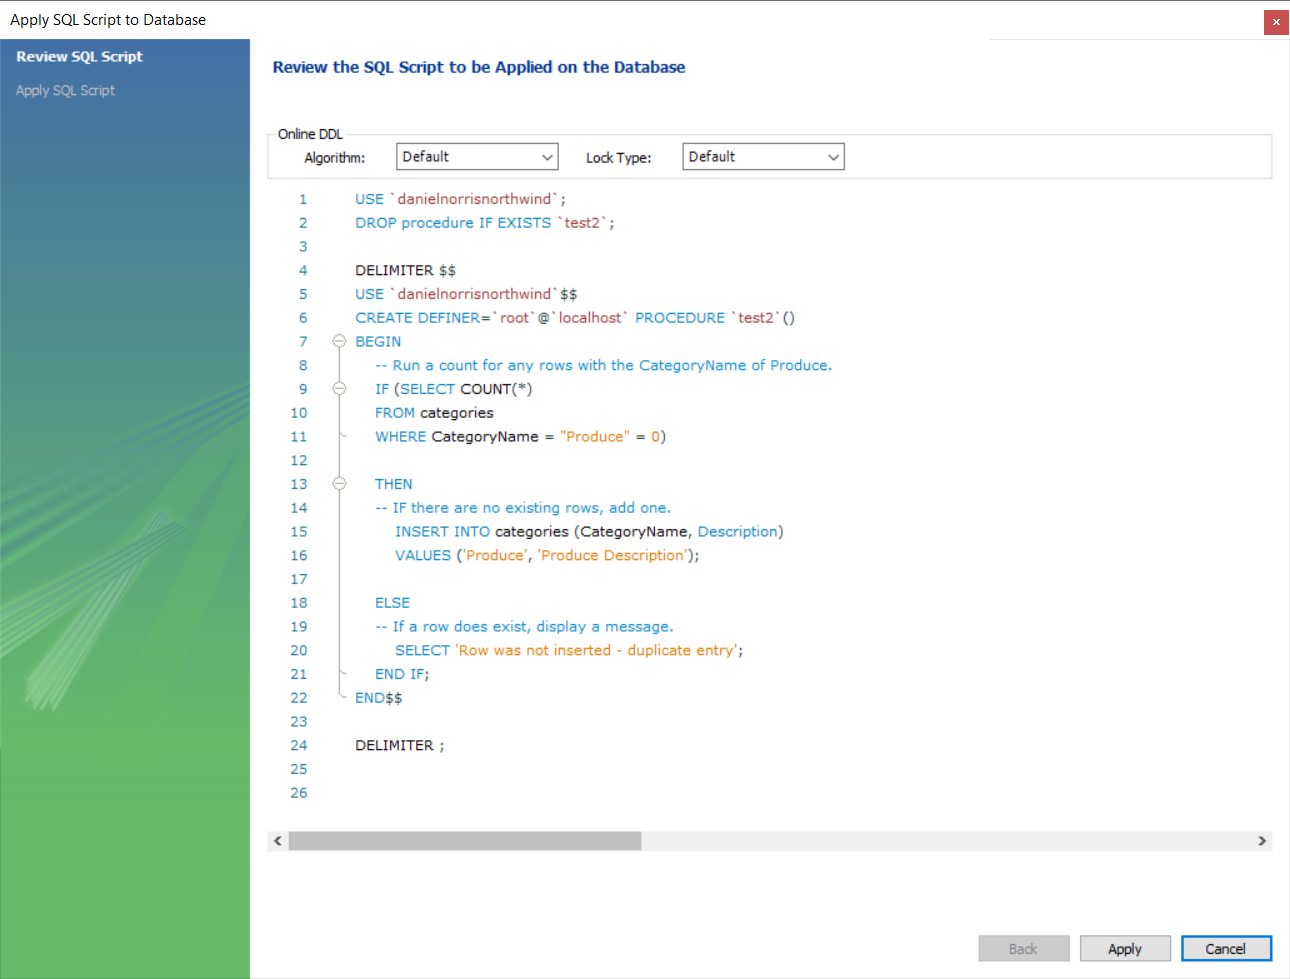 Apply SQL Script to Database
Review SQL Script
Apply SQL Script
Review the SQL Script to be Applied on the Database
Online DDL
Algorithm: Default Lock Type: Default
1 USE `danielnorrisnorthwind`;
2 DROP procedure IF EXISTS `test2`;
3
4 DELIMITER $$
5 USE `danielnorrisnorthwind`$$
6 CREATE DEFINER=`root`@`localhost` PROCEDURE `test2`()
7 BEGIN
8 -- Run a count for any rows with the CategoryName of Produce.
9 IF (SELECT COUNT(*)
10 FROM categories
11 WHERE CategoryName = "Produce" = 0)
12
13 THEN
14 -- IF there are no existing rows, add one.
15 INSERT INTO categories (CategoryName, Description)
16 VALUES ('Produce', 'Produce Description');
17
18 ELSE
19 -- If a row does exist, display a message.
20 SELECT 'Row was not inserted - duplicate entry';
21 END IF;
22 END$$
23
24 DELIMITER ;
25
26
Back Apply Cancel